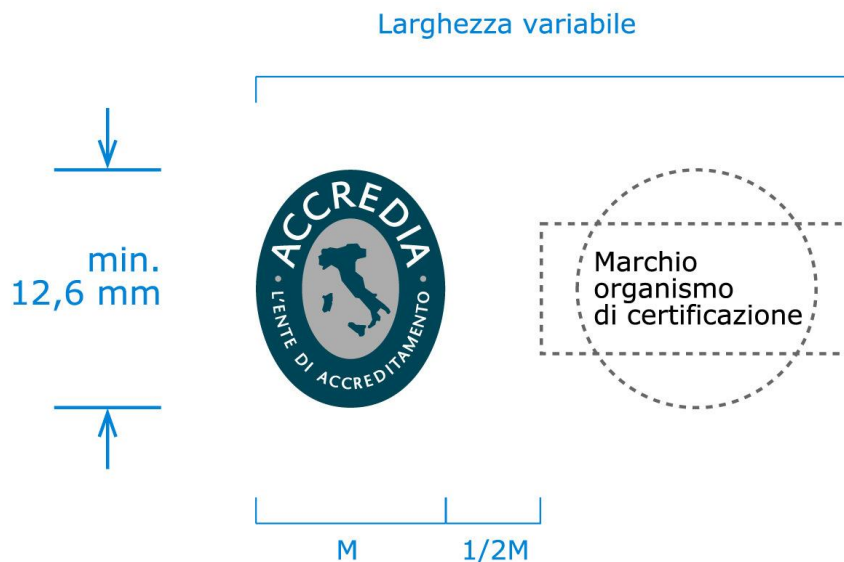 Larghezza variabile
ACCREDIA
L'ENTE DI ACCREDITAMENTO
min.
12,6 mm
Marchio
organismo
di certificazione
M
1/2M